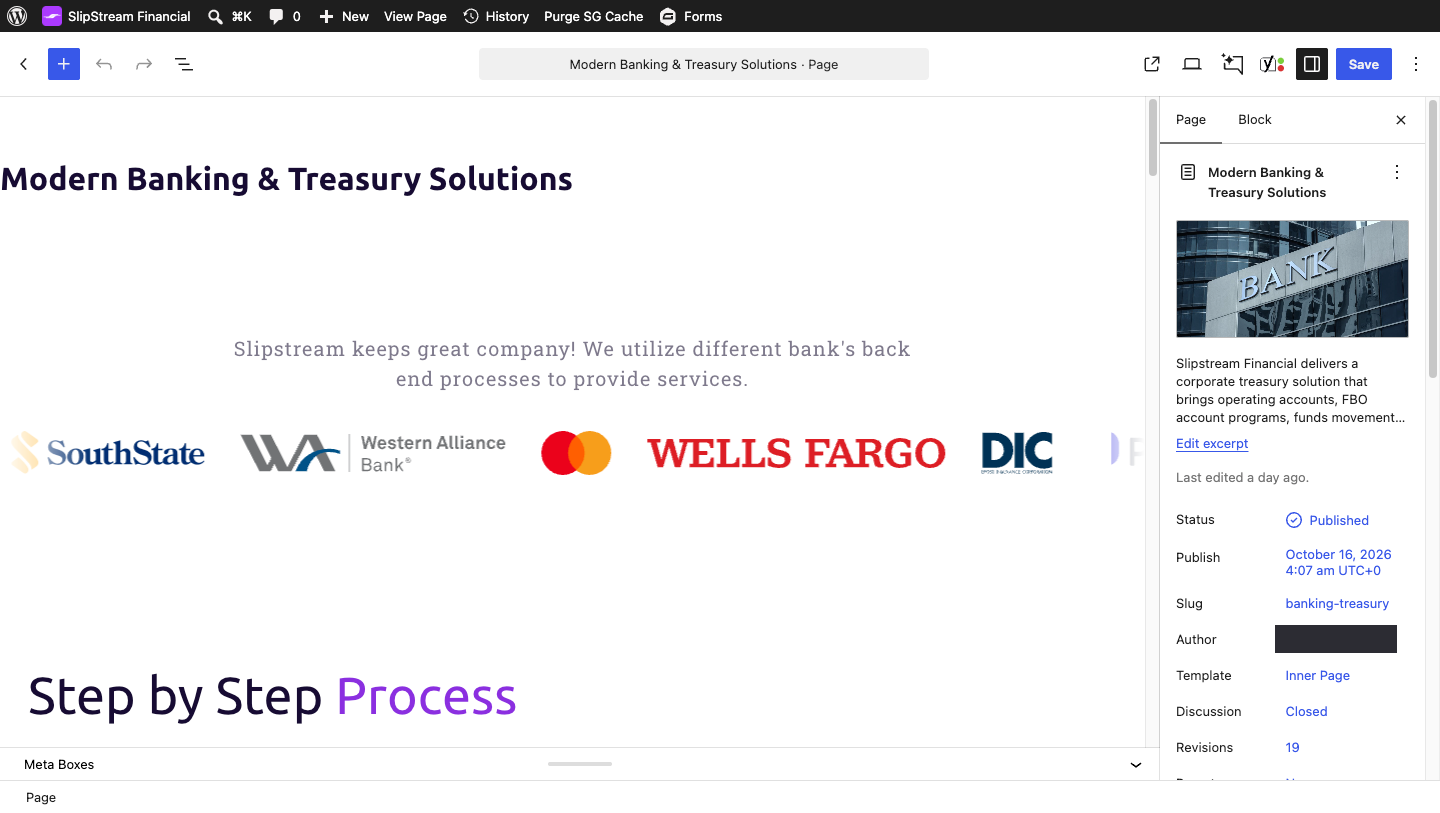 SlipStream Financial
⌘K
0
New
View Page
History
Purge SG Cache
Forms
Modern Banking & Treasury Solutions · Page
Save
Page
Block
Modern Banking & Treasury Solutions
Modern Banking &
Treasury Solutions
BANK
Slipstream keeps great company! We utilize different bank's back
end processes to provide services.
SouthState
WA
Western Alliance
Bank®
WELLS FARGO
DIC
Slipstream Financial delivers a
corporate treasury solution that
brings operating accounts, FBO
account programs, funds movement…
Edit excerpt
Last edited a day ago.
Status
Published
Publish
October 16, 2026
4:07 am UTC+0
Slug
banking-treasury
Author
Template
Inner Page
Discussion
Closed
Revisions
19
Step by Step Process
Meta Boxes
Page